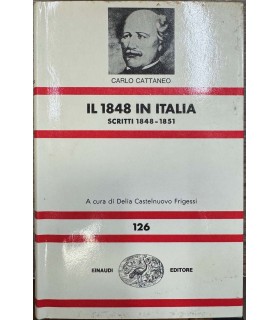 CARLO CATTANEO
IL 1848 IN ITALIA
SCRITTI 1848-1851
A cura di Delia Castelnuovo Frigessi
126
EINAUDI EDITORE